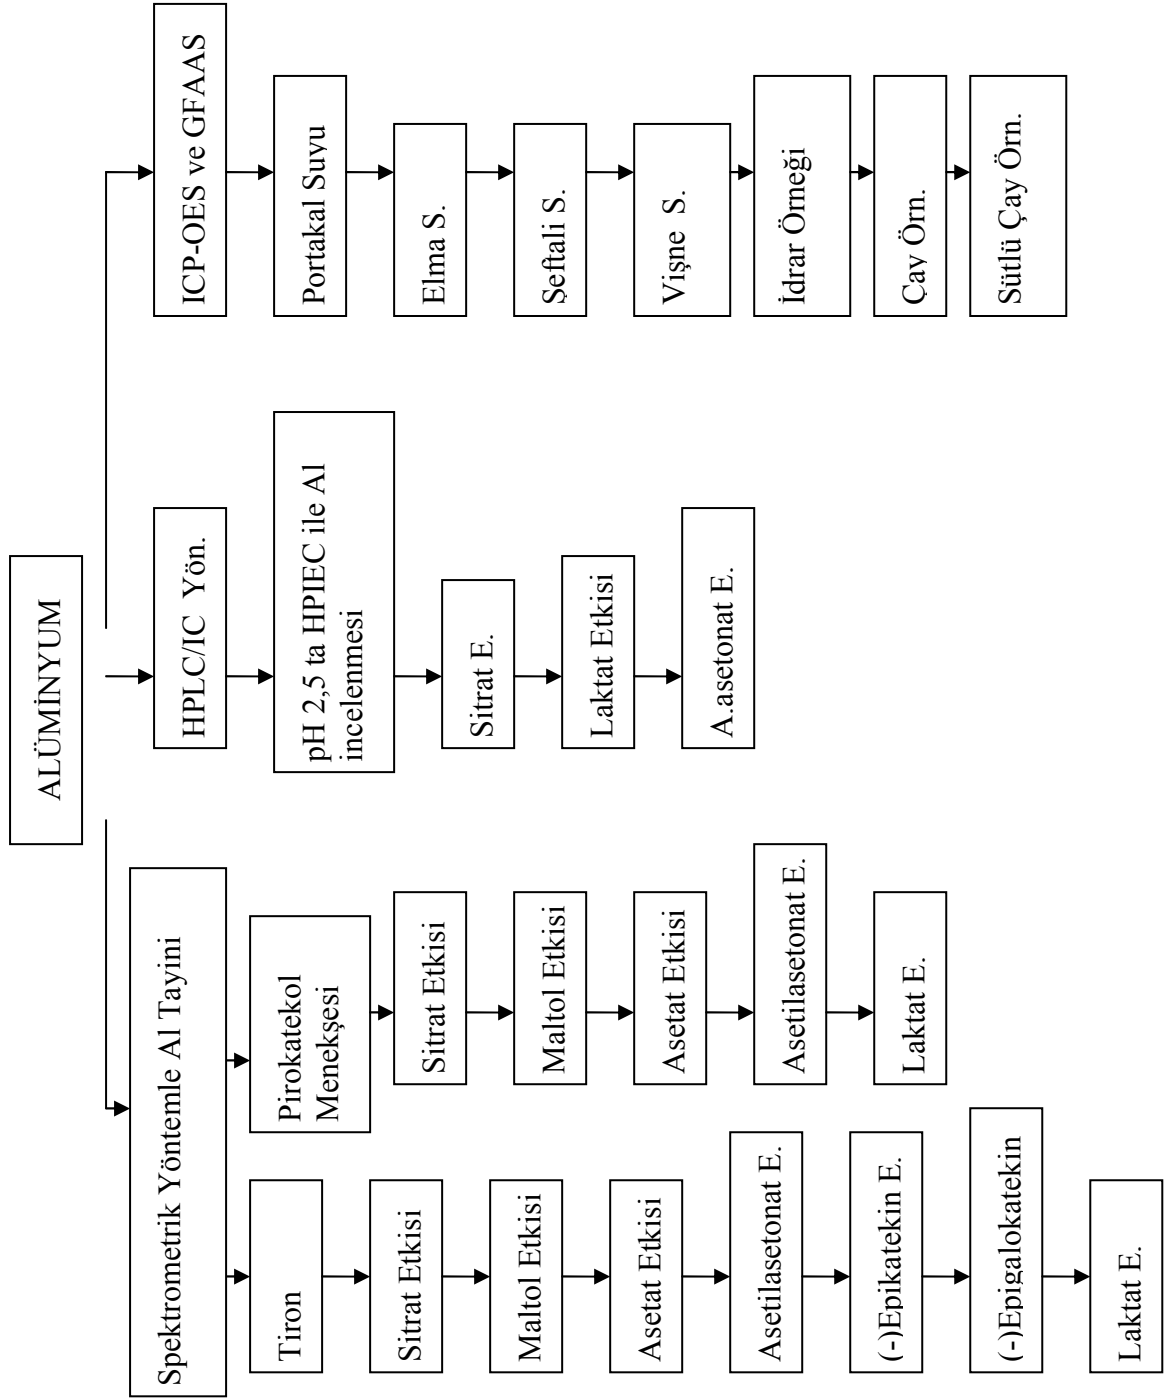 ALÜMİNYUM
Spektrometrik Yöntemle Al Tayini
Tiron
Sitrat Etkisi
Maltol Etkisi
Asetat Etkisi
Asetilasetonat E.
(-)Epikatekin E.
(-)Epigalokatekin
Laktat E.
Pirokatekol
Menekşesi
Sitrat Etkisi
Maltol Etkisi
Asetat Etkisi
Asetilasetonat E.
Laktat E.
HPLC/IC Yön.
pH 2,5 ta HPIEC ile Al
incelenmesi
Sitrat E.
Laktat Etkisi
A.asetonat E.
ICP-OES ve GFAAS
Portakal Suyu
Elma S.
Şeftali S.
Vişne S.
İdrar Örneği
Çay Örn.
Sütlü Çay Örn.